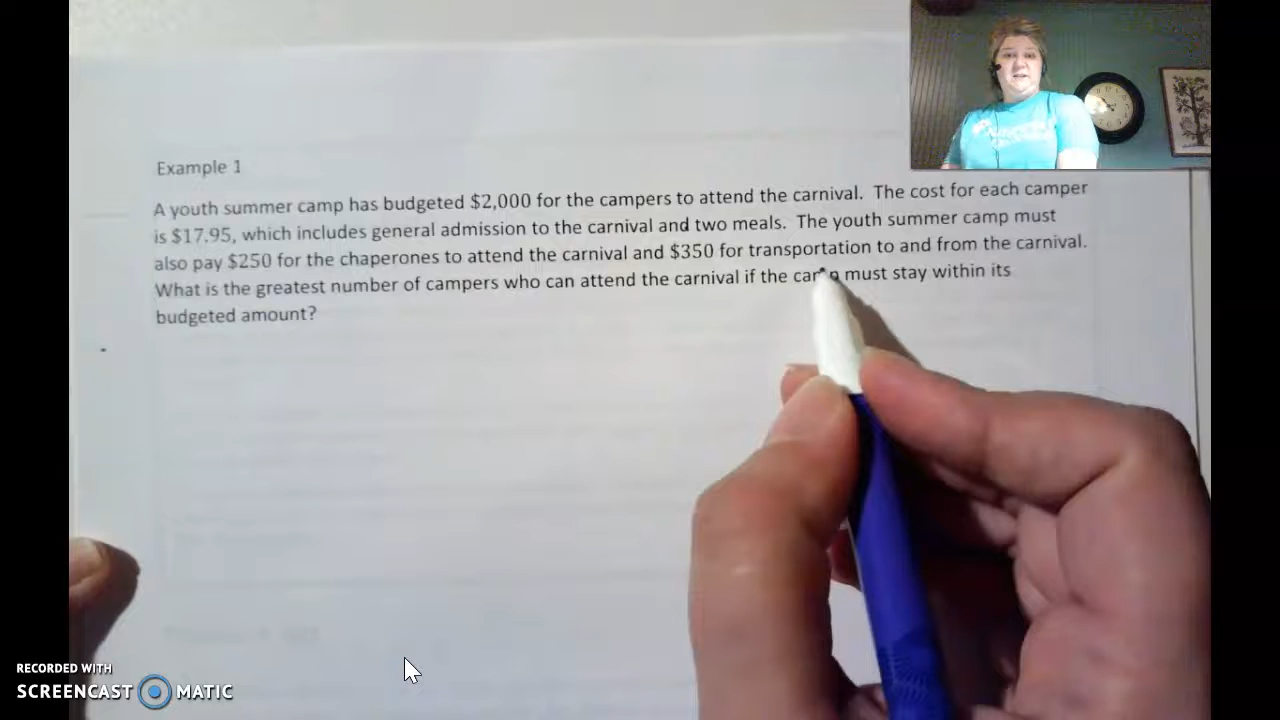 Example 1
A youth summer camp has budgeted $2,000 for the campers to attend the carnival. The cost for each camper
is $17.95, which includes general admission to the carnival and two meals. The youth summer camp must
also pay $250 for the chaperones to attend the carnival and $350 for transportation to and from the carnival.
What is the greatest number of campers who can attend the carnival if the camp must stay within its
budgeted amount?
RECORDED WITH
SCREENCAST MATIC